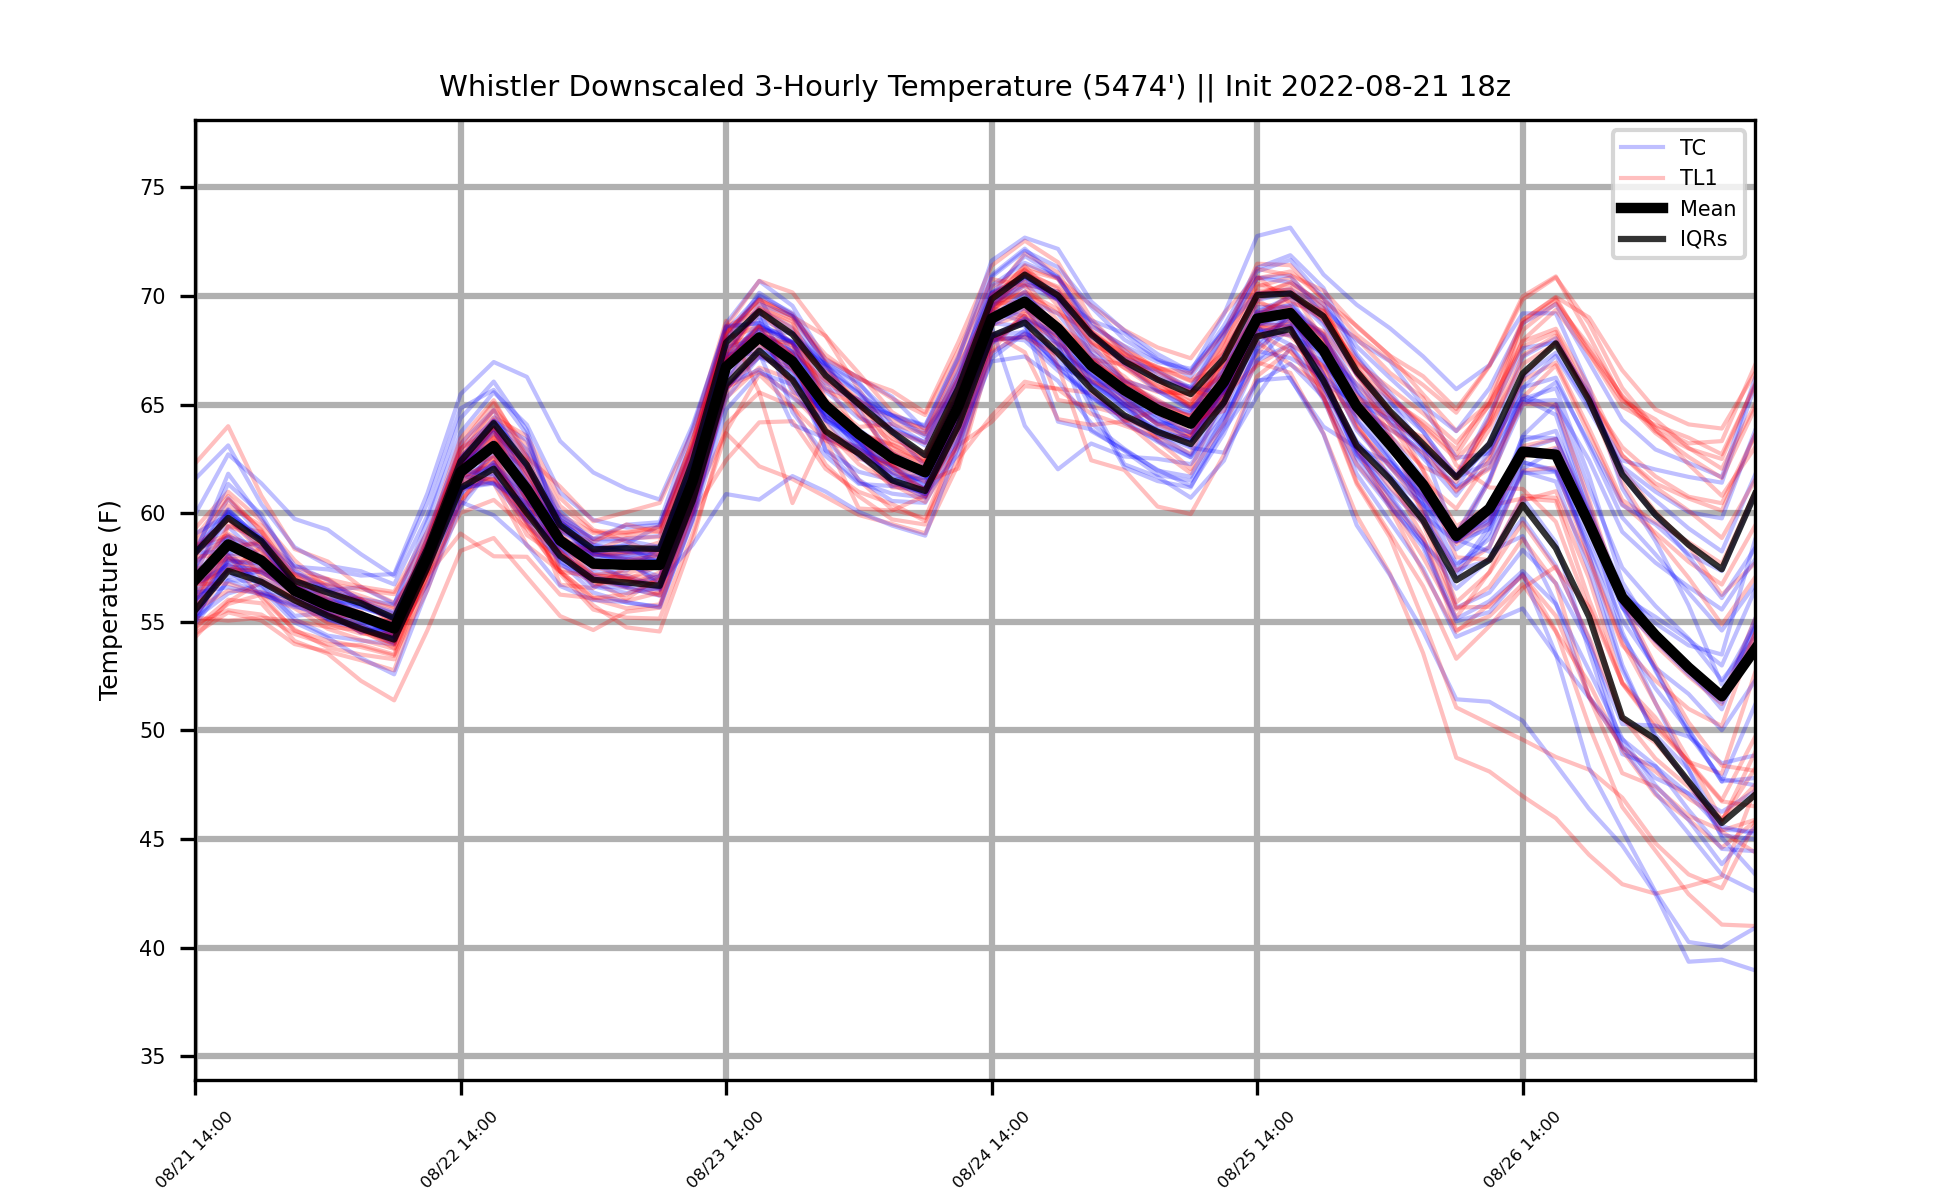 Whistler Downscaled 3-Hourly Temperature (5474') || Init 2022-08-21 18z
TC
TL1
Mean
IQRs
Temperature (F)
75
70
65
60
55
50
45
40
35
08/21 14:00
08/22 14:00
08/23 14:00
08/24 14:00
08/25 14:00
08/26 14:00